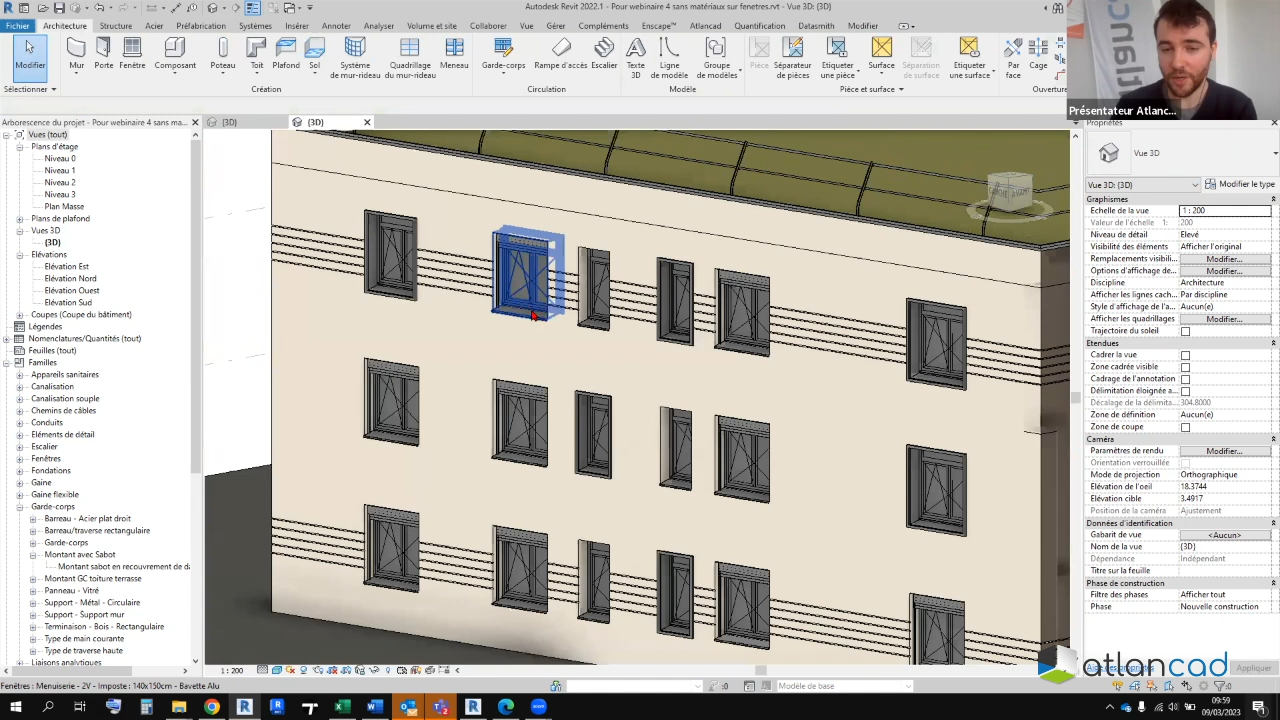 Autodesk Revit 2022.1 - Pour webinaire 4 sans matériaux sur fenetres.rvt - Vue 3D: {3D}
Fichier Architecture Structure Acier Préfabrication Systèmes Insérer Annoter Analyser Volume et site Collaborer Vue Gérer Compléments Enscape™ Atlancad Utils - Quantification Datasmith Modifier
Modifier Mur Porte Fenêtre Composant Poteau Toit Plafond Sol Système de mur-rideau Quadrillage du mur-rideau Meneau Garde-corps Rampe d'accès Escalier Texte 3D Ligne de modèle Groupe de modèles Pièce Séparateur de pièces Etiqueter une pièce Surface Séparation de surface Etiqueter une surface Par face Cage
Sélectionner Création Circulation Modèle Pièce et surface Ouverture
Présentateur Atlanc...
Arborescence du projet - Pour webinaire 4 sans ma...
{3D}
{3D}
Propriétés
Vues (tout)
Plans d'étage
Niveau 0
Niveau 1
Niveau 2
Niveau 3
Plan Masse
Plans de plafond
Vues 3D
{3D}
Elévations
Elévation Est
Elévation Nord
Elévation Ouest
Elévation Sud
Coupes (Coupe du bâtiment)
Légendes
Nomenclatures/Quantités (tout)
Feuilles (tout)
Familles
Appareils sanitaires
Canalisation
Canalisation souple
Chemins de câbles
Conduits
Eléments de détail
Escalier
Fenêtres
Fondations
Gaine
Gaine flexible
Garde-corps
Barreau - Acier plat droit
Barreau/traverse rectangulaire
Garde-corps
Montant avec Sabot
Montant sabot en recouvrement de da
Montant GC toiture terrasse
Panneau - Vitré
Support - Métal - Circulaire
Support - Support mur
Terminaison - Bois - Rectangulaire
Type de main courante
Type de traverse haute
Liaisons analytiques
Vue 3D
Vue 3D: {3D} Modifier le type
Graphismes
Echelle de la vue 1 : 200
Valeur de l'échelle 1: 200
Niveau de détail Elevé
Visibilité des éléments Afficher l'original
Remplacements visibili... Modifier...
Options d'affichage de... Modifier...
Discipline Architecture
Afficher les lignes cach... Par discipline
Style d'affichage de l'a... Aucun(e)
Afficher les quadrillages Modifier...
Trajectoire du soleil
Etendues
Cadrer la vue
Zone cadrée visible
Cadrage de l'annotation
Délimitation éloignée a...
Décalage de la délimita... 304.8000
Zone de définition Aucun(e)
Zone de coupe
Caméra
Paramètres de rendu Modifier...
Orientation verrouillée
Mode de projection Orthographique
Elévation de l'oeil 18.3744
Elévation cible 3.4917
Position de la caméra Ajustement
Données d'identification
Gabarit de vue <Aucun>
Nom de la vue {3D}
Dépendance Indépendant
Titre sur la feuille
Phase de construction
Filtre des phases Afficher tout
Phase Nouvelle construction
Aide des propriétés Appliquer
atlancad
1 : 200
Fenêtres : Menuiserie - 2V - Imposte : 140x150cm - Bavette Alu :0 Modèle de base :0
09:59
09/03/2023